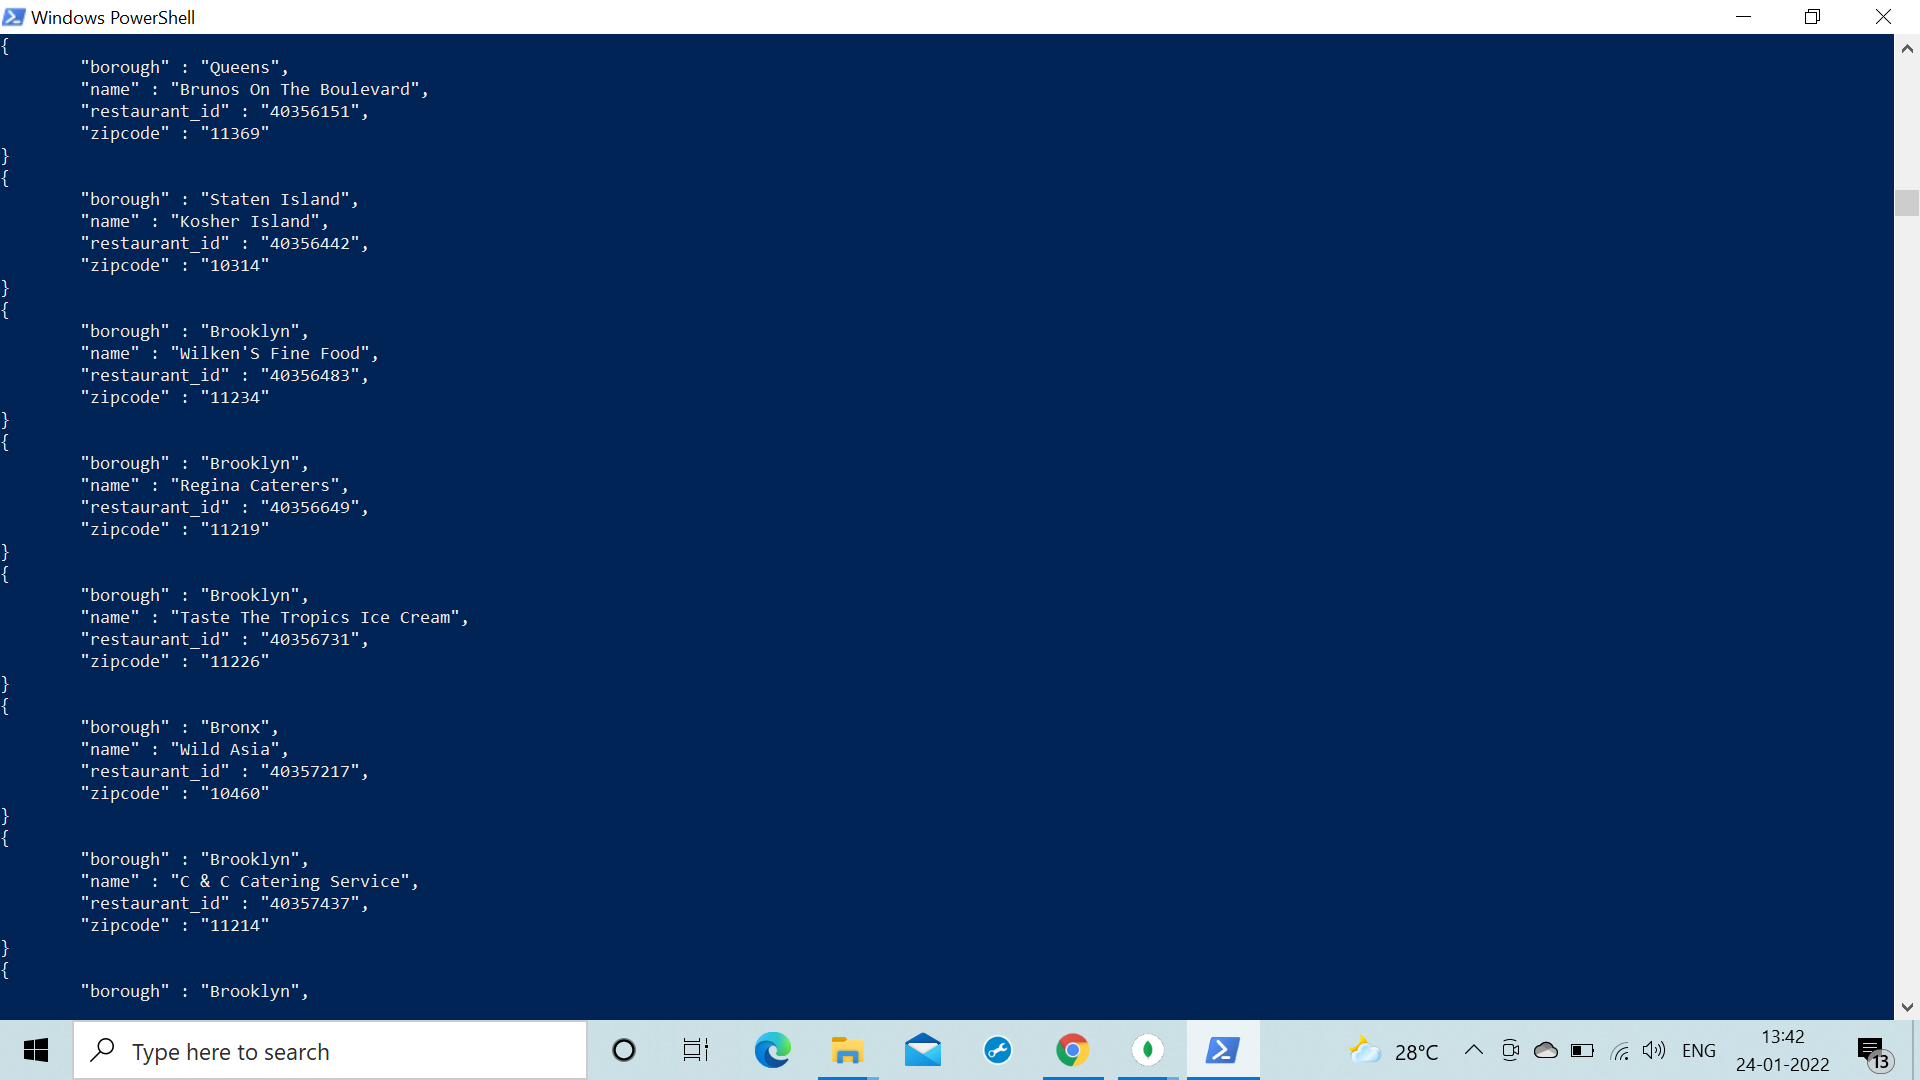 Windows PowerShell
{
"borough" : "Queens",
"name" : "Brunos On The Boulevard",
"restaurant_id" : "40356151",
"zipcode" : "11369"
}
{
"borough" : "Staten Island",
"name" : "Kosher Island",
"restaurant_id" : "40356442",
"zipcode" : "10314"
}
{
"borough" : "Brooklyn",
"name" : "Wilken'S Fine Food",
"restaurant_id" : "40356483",
"zipcode" : "11234"
}
{
"borough" : "Brooklyn",
"name" : "Regina Caterers",
"restaurant_id" : "40356649",
"zipcode" : "11219"
}
{
"borough" : "Brooklyn",
"name" : "Taste The Tropics Ice Cream",
"restaurant_id" : "40356731",
"zipcode" : "11226"
}
{
"borough" : "Bronx",
"name" : "Wild Asia",
"restaurant_id" : "40357217",
"zipcode" : "10460"
}
{
"borough" : "Brooklyn",
"name" : "C & C Catering Service",
"restaurant_id" : "40357437",
"zipcode" : "11214"
}
{
"borough" : "Brooklyn",
Type here to search
28°C
ENG
13:42
24-01-2022
13